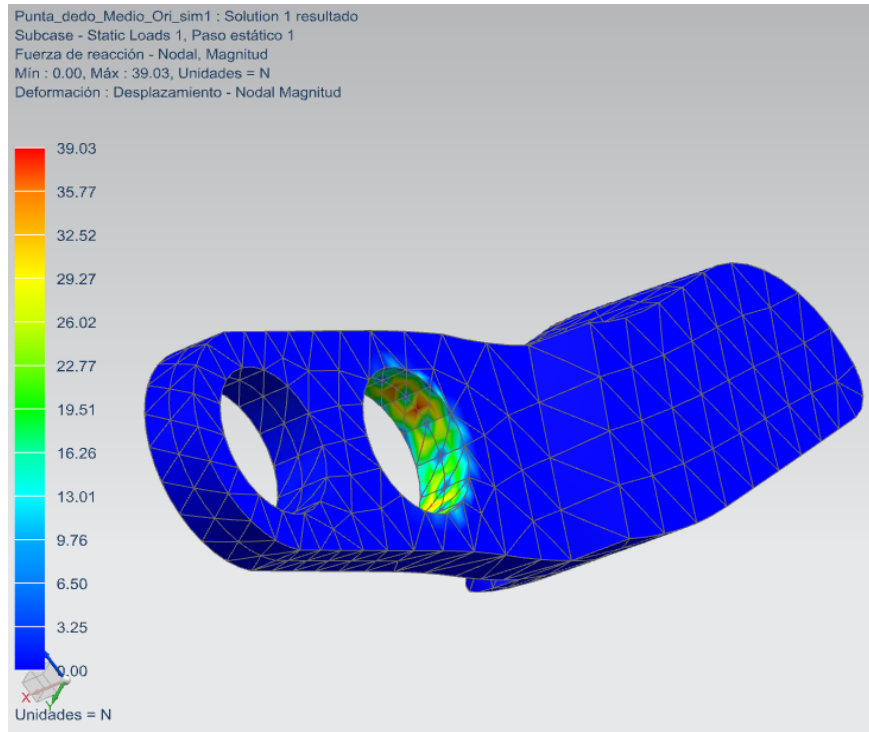 Punta_dedo_Medio_Ori_sim1 : Solution 1 resultado
Subcase - Static Loads 1, Paso estático 1
Fuerza de reacción - Nodal, Magnitud
Mín : 0.00, Máx : 39.03, Unidades = N
Deformación : Desplazamiento - Nodal Magnitud
39.03
35.77
32.52
29.27
26.02
22.77
19.51
16.26
13.01
9.76
6.50
3.25
0.00
X
Y
Unidades = N